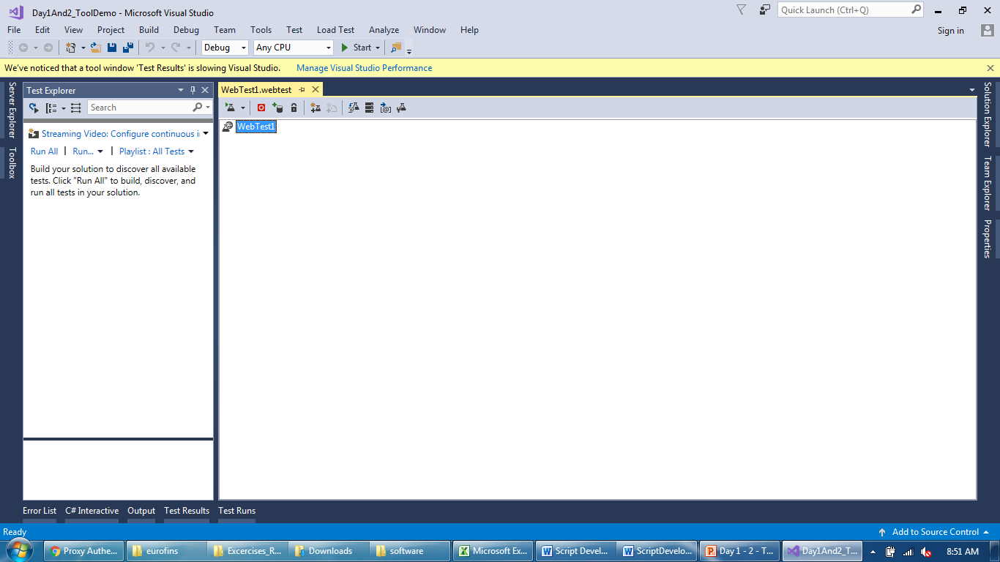 Day1And2_ToolDemo - Microsoft Visual Studio
Quick Launch (Ctrl+Q)
File Edit View Project Build Debug Team Tools Test Load Test Analyze Window Help
Sign in
Debug Any CPU Start
We've noticed that a tool window 'Test Results' is slowing Visual Studio. Manage Visual Studio Performance
Server Explorer
Toolbox
Test Explorer
Search
Streaming Video: Configure continuous i
Run All | Run... | Playlist : All Tests
Build your solution to discover all available
tests. Click "Run All" to build, discover, and
run all tests in your solution.
WebTest1.webtest
WebTest1
Solution Explorer
Team Explorer
Properties
Error List C# Interactive Output Test Results Test Runs
Ready
Add to Source Control
Proxy Authe... eurofins Excercises_R... Downloads software Microsoft Ex... Script Devel... ScriptDevelo... Day 1 - 2 - T... Day1And2_T... 8:51 AM